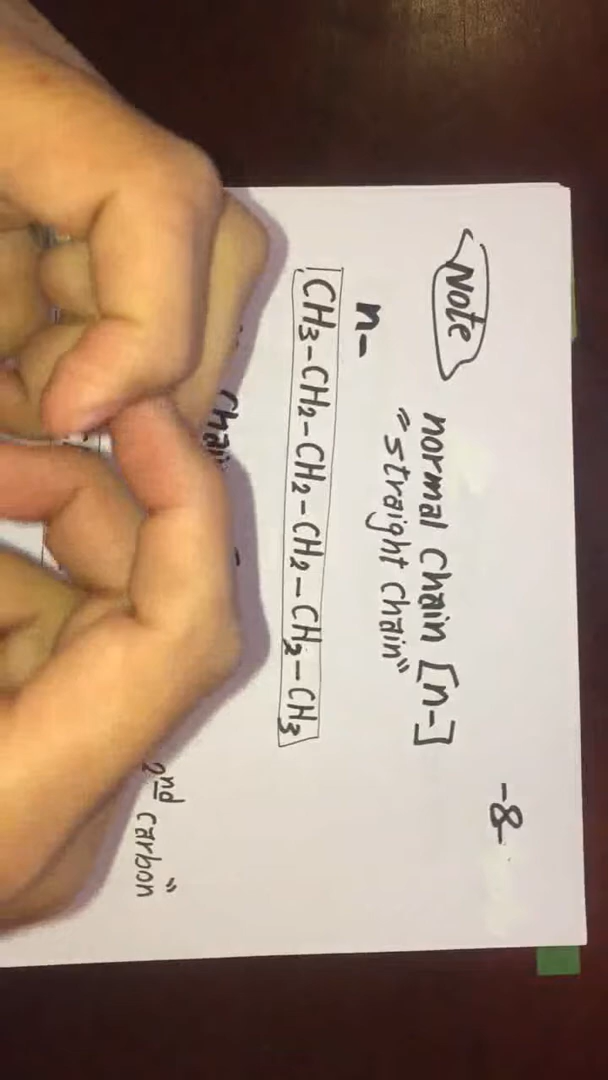 -8-
Note
normal chain [n-]
"straight chain"
n-
CH3-CH2-CH2-CH2-CH2-CH3
2nd carbon"